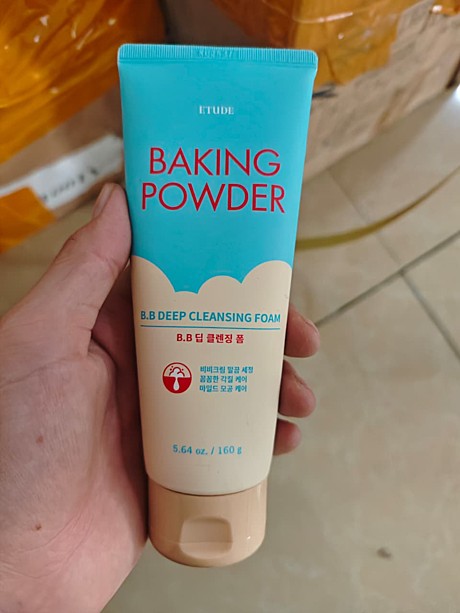 ETUDE
BAKING
POWDER
B.B DEEP CLEANSING FOAM
B.B 딥 클렌징 폼
비비크림 말끔 세정
꼼꼼한 각질 케어
마일드 모공 케어
5.64 oz. / 160 g